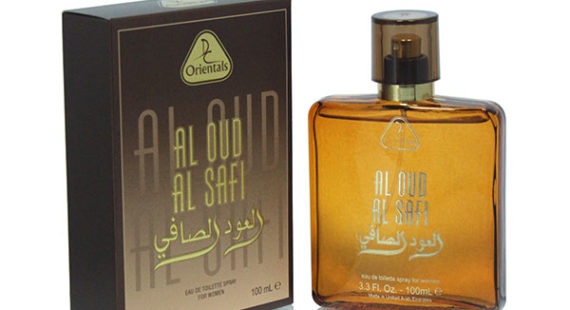 DC
Orientals
AL OUD
AL OUD
AL SAFI
العود الصافي
AL SAFI
EAU DE TOILETTE SPRAY
FOR WOMEN
100 mL ℮
AL OUD
AL SAFI
العود الصافي
eau de toilette spray for women
3.3 Fl. Oz. - 100mL ℮
Made in United Arab Emirates